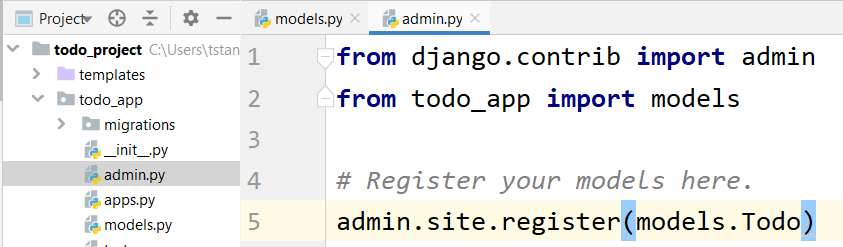 Project
models.py
admin.py
todo_project C:\Users\tstan
templates
todo_app
migrations
__init__.py
admin.py
apps.py
models.py
1 from django.contrib import admin
2 from todo_app import models
3
4 # Register your models here.
5 admin.site.register(models.Todo)